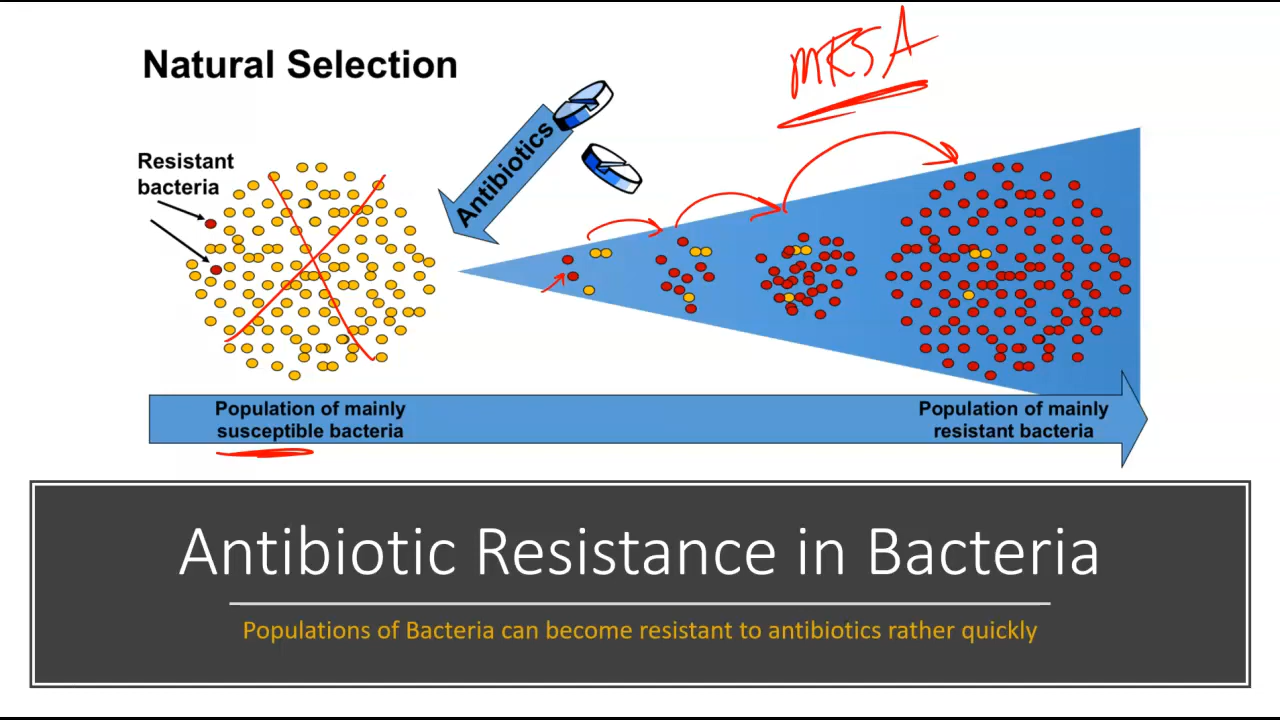 Natural Selection
MRSA
Antibiotics
Resistant
bacteria
Population of mainly
susceptible bacteria
Population of mainly
resistant bacteria
Antibiotic Resistance in Bacteria
Populations of Bacteria can become resistant to antibiotics rather quickly